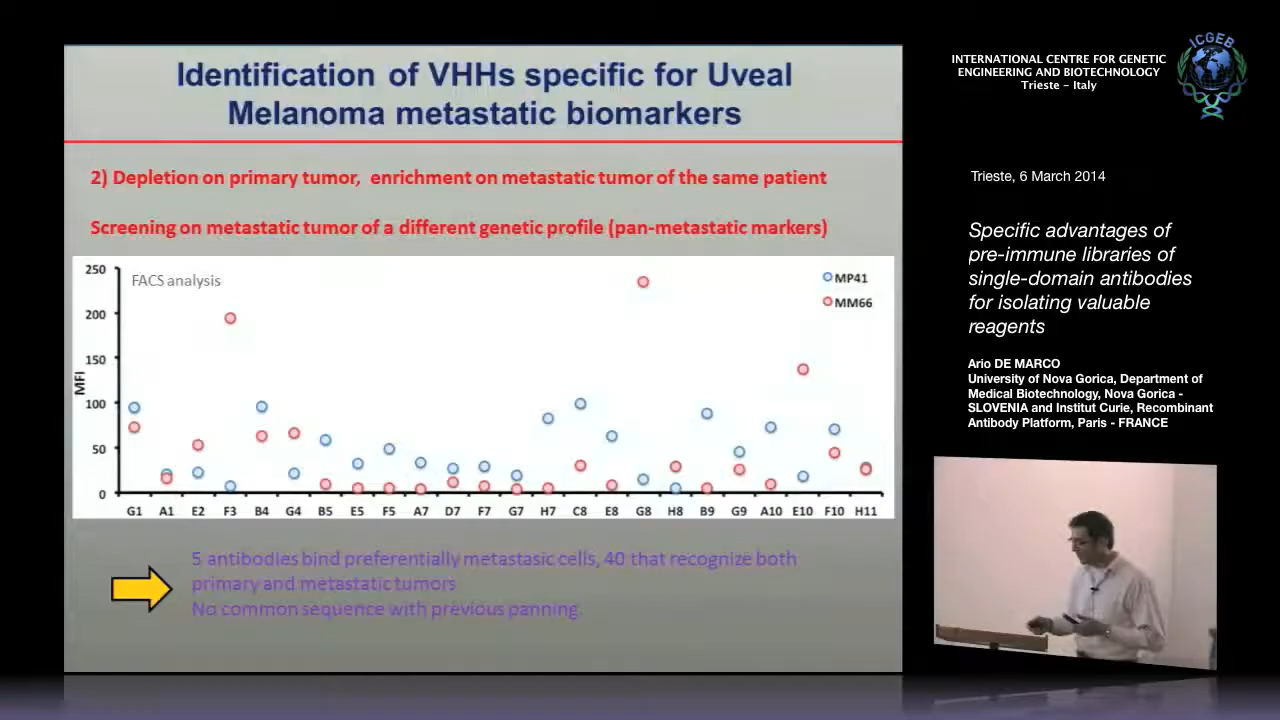 Identification of VHHs specific for Uveal
Melanoma metastatic biomarkers
2) Depletion on primary tumor, enrichment on metastatic tumor of the same patient
Screening on metastatic tumor of a different genetic profile (pan-metastatic markers)
FACS analysis
MP41
MM66
MFI
250
200
150
100
50
0
G1 A1 E2 F3 B4 G4 B5 E5 F5 A7 D7 F7 G7 H7 C8 E8 G8 H8 B9 G9 A10 E10 F10 H11
5 antibodies bind preferentially metastasic cells, 40 that recognize both
primary and metastatic tumors
No common sequence with previous panning
INTERNATIONAL CENTRE FOR GENETIC
ENGINEERING AND BIOTECHNOLOGY
Trieste – Italy
ICGEB
Trieste, 6 March 2014
Specific advantages of
pre-immune libraries of
single-domain antibodies
for isolating valuable
reagents
Ario DE MARCO
University of Nova Gorica, Department of
Medical Biotechnology, Nova Gorica -
SLOVENIA and Institut Curie, Recombinant
Antibody Platform, Paris - FRANCE